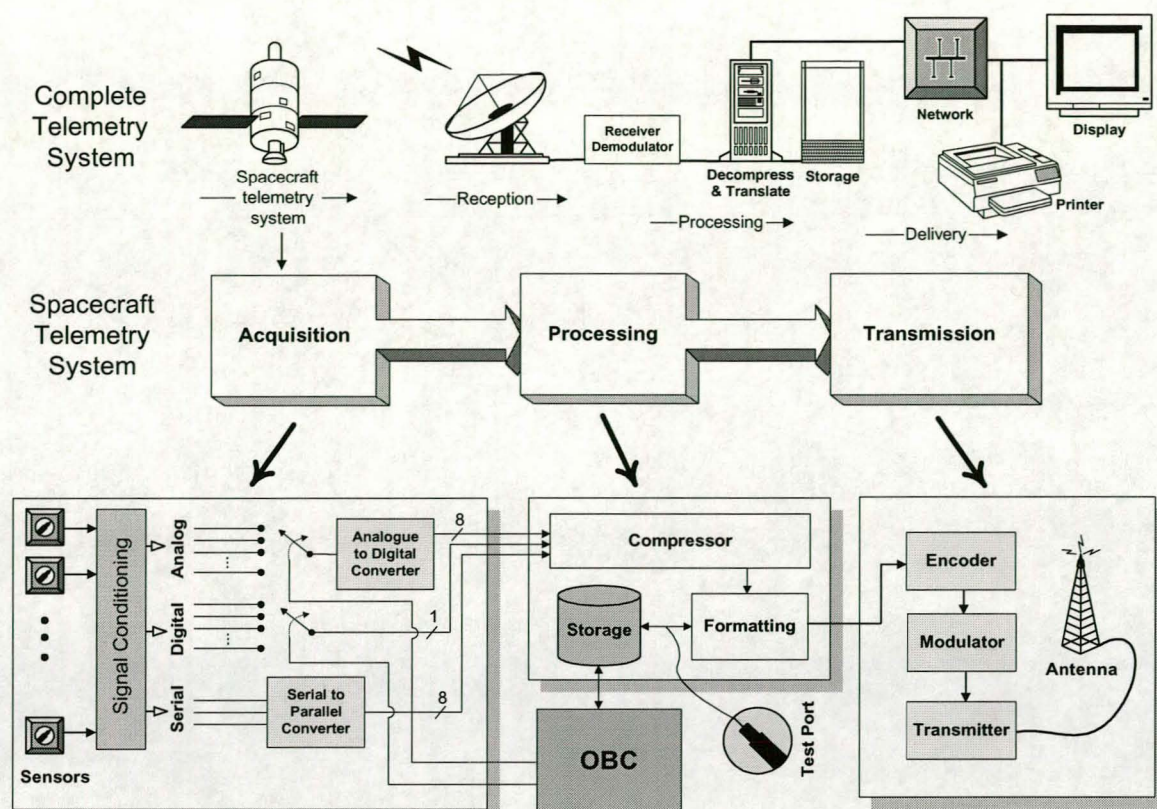 Complete
Telemetry
System
Spacecraft
telemetry
system
Reception
Receiver
Demodulator
Decompress
& Translate
Storage
Processing
Network
Display
Printer
Delivery
Spacecraft
Telemetry
System
Acquisition
Processing
Transmission
Sensors
Signal Conditioning
Analog
Digital
Serial
Analogue
to Digital
Converter
8
1
Serial to
Parallel
Converter
8
Compressor
Storage
Formatting
OBC
Test Port
Encoder
Modulator
Transmitter
Antenna